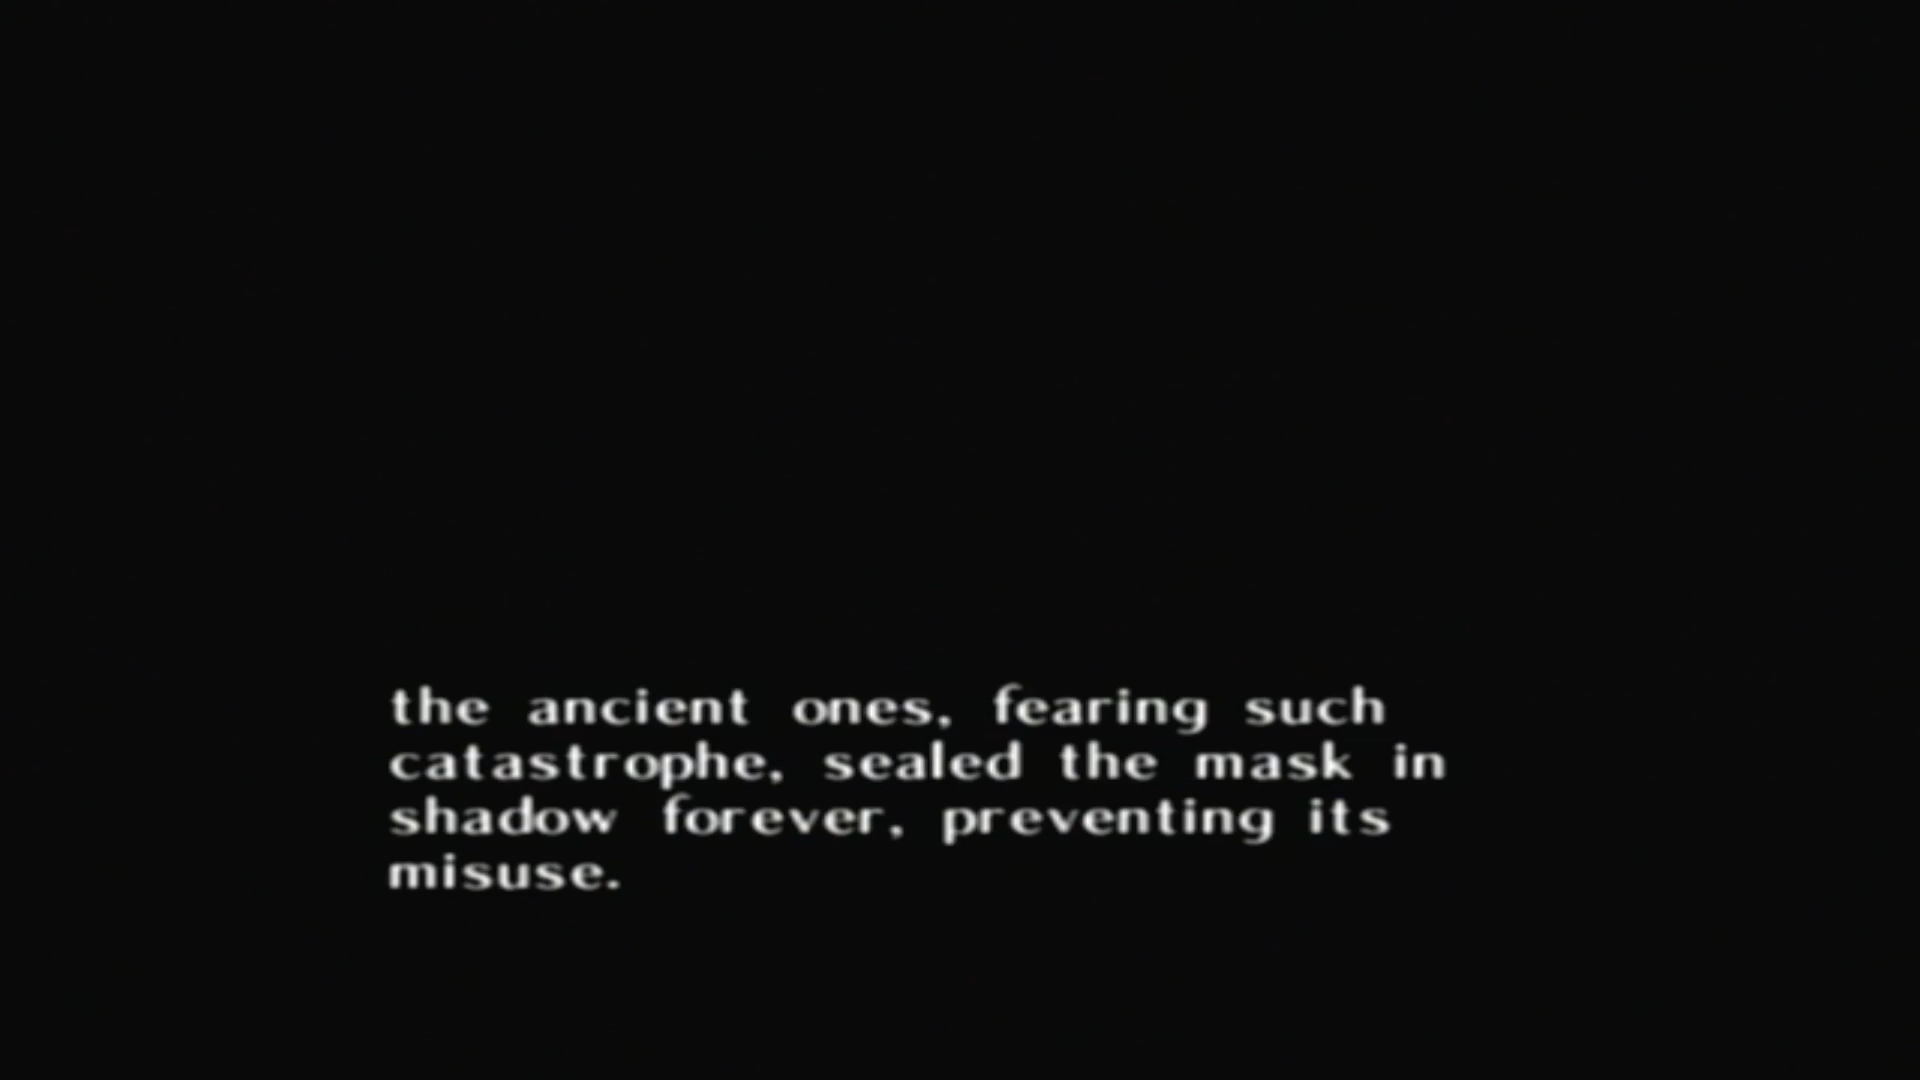 the ancient ones, fearing such
catastrophe, sealed the mask in
shadow forever, preventing its
misuse.